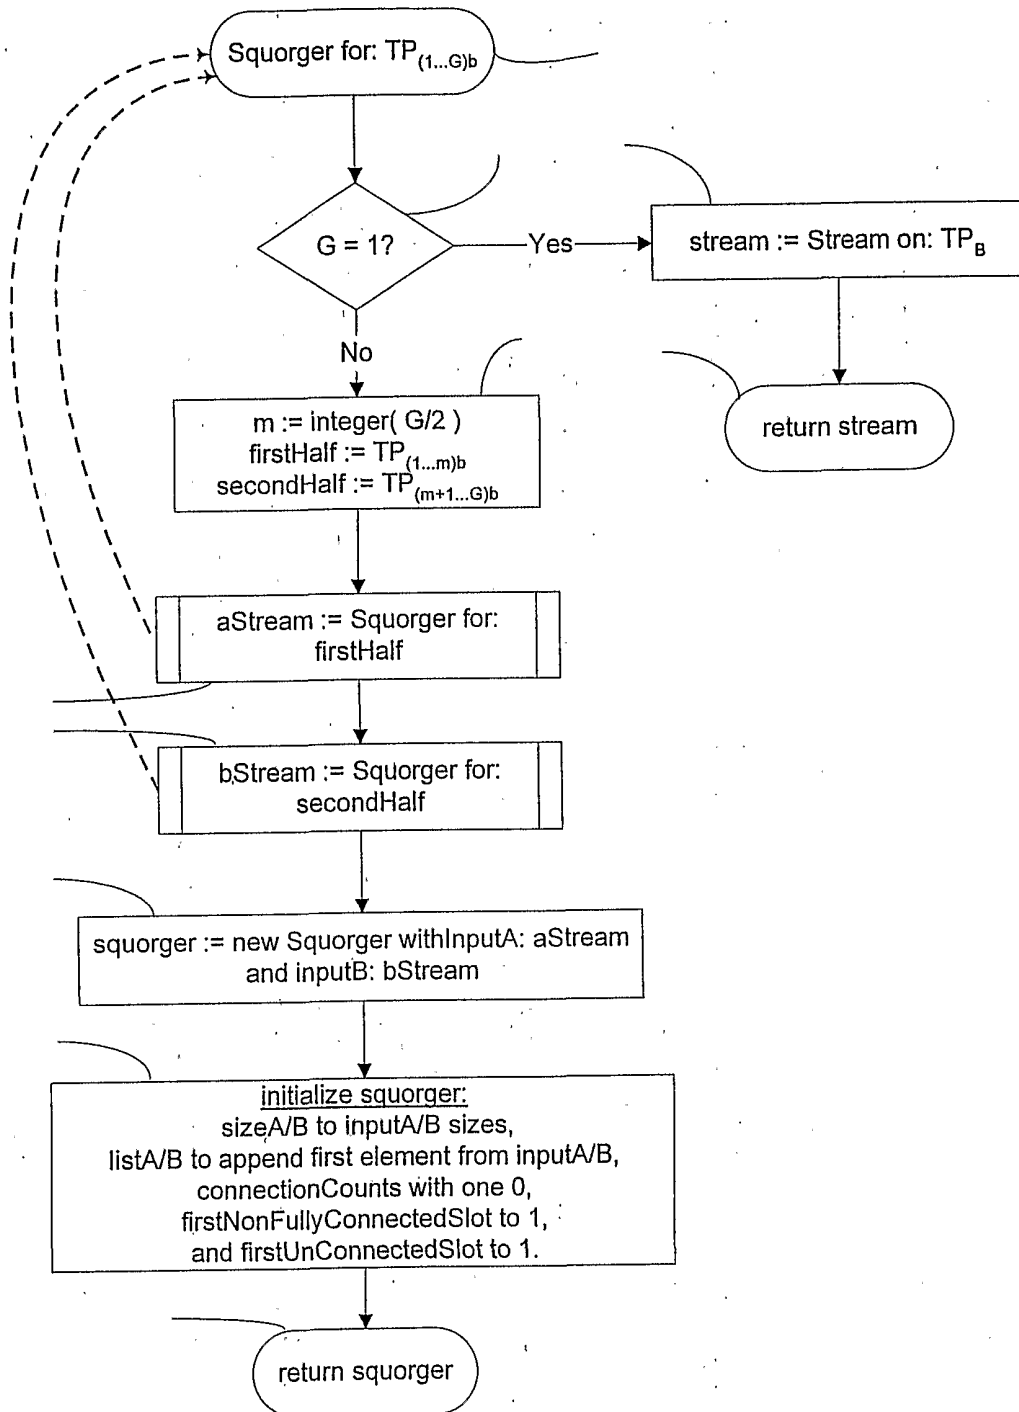 Squorger for: TP(1...G)b
G = 1?
Yes
stream := Stream on: TPB
No
return stream
m := integer( G/2 )
firstHalf := TP(1...m)b
secondHalf := TP(m+1...G)b
aStream := Squorger for:
firstHalf
bStream := Squorger for:
secondHalf
squorger := new Squorger withInputA: aStream
and inputB: bStream
initialize squorger:
sizeA/B to inputA/B sizes,
listA/B to append first element from inputA/B,
connectionCounts with one 0,
firstNonFullyConnectedSlot to 1,
and firstUnConnectedSlot to 1.
return squorger